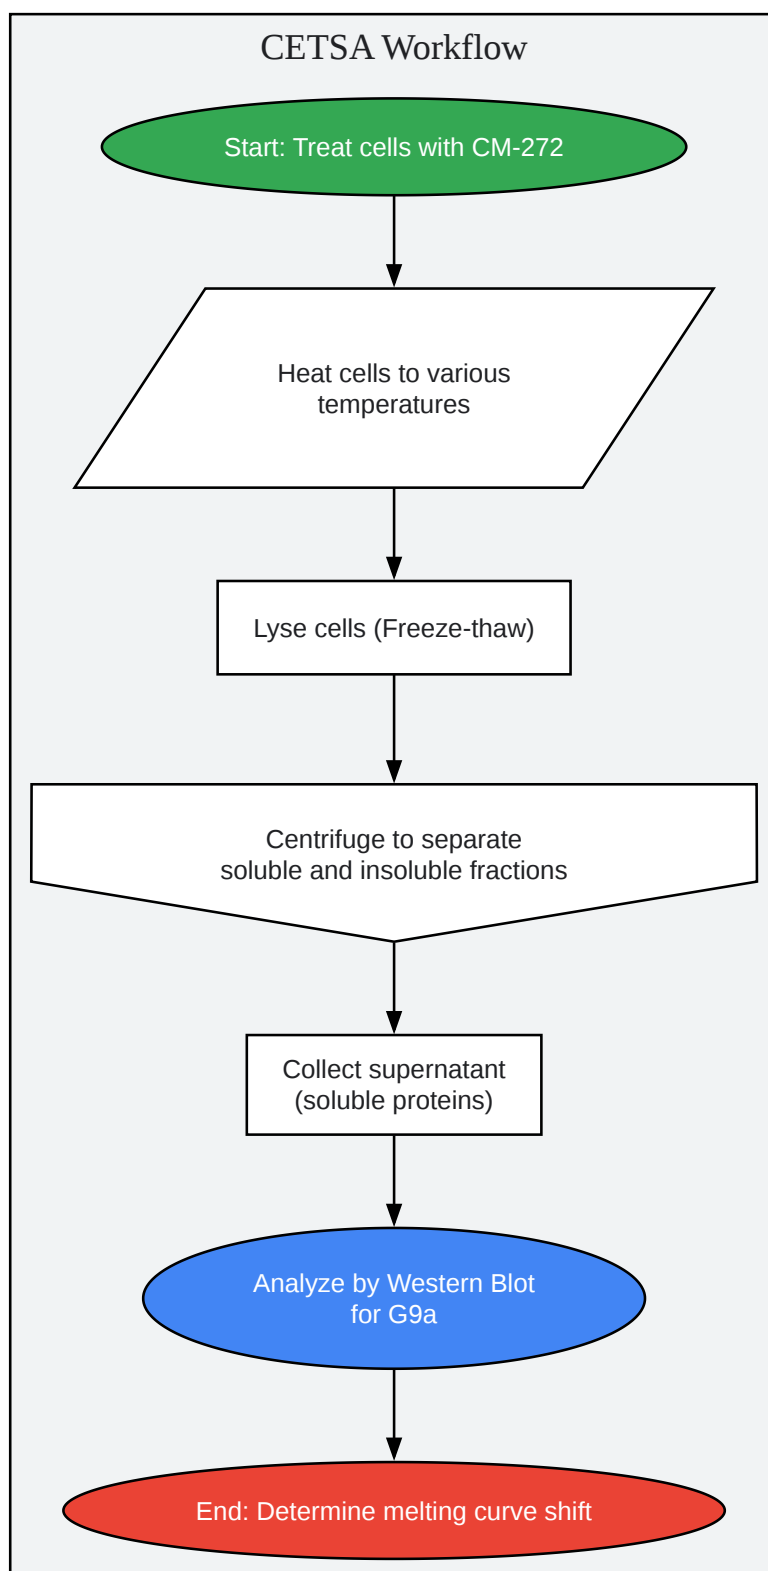 CETSA Workflow
Start: Treat cells with CM-272
Heat cells to various
temperatures
Lyse cells (Freeze-thaw)
Centrifuge to separate
soluble and insoluble fractions
Collect supernatant
(soluble proteins)
Analyze by Western Blot
for G9a
End: Determine melting curve shift